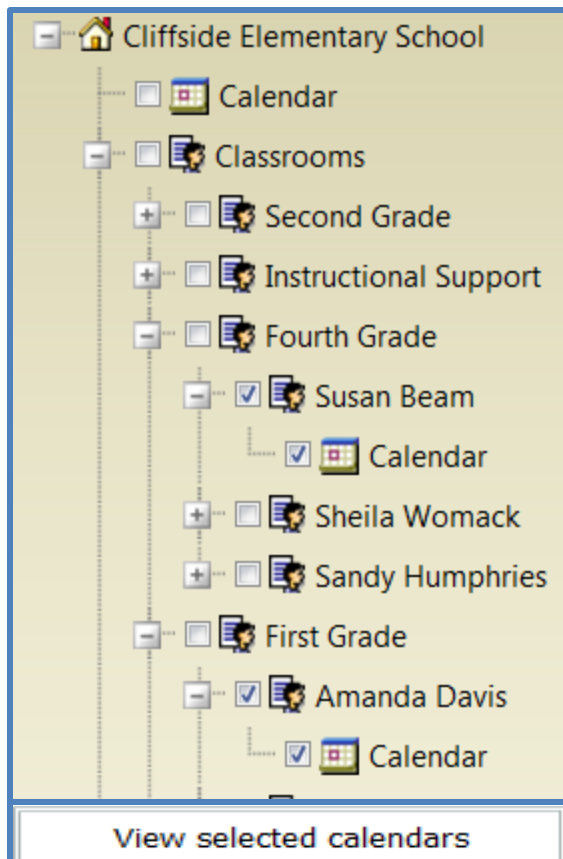 Cliffside Elementary School
Calendar
Classrooms
Second Grade
Instructional Support
Fourth Grade
Susan Beam
Calendar
Sheila Womack
Sandy Humphries
First Grade
Amanda Davis
Calendar
View selected calendars